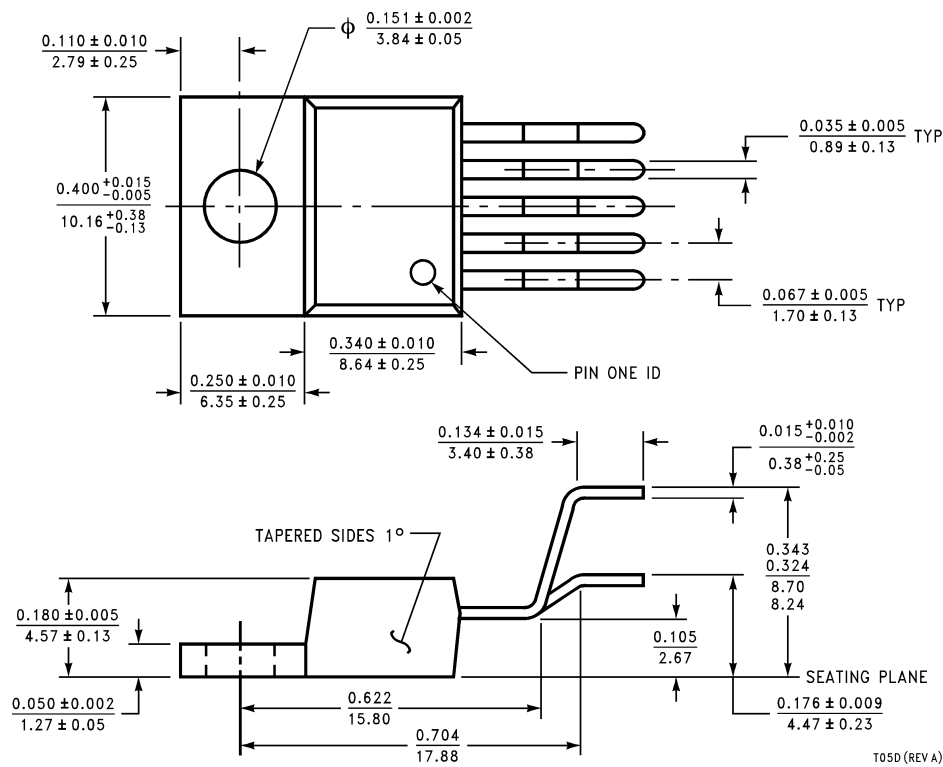 ϕ 0.151 ± 0.002
3.84 ± 0.05
0.110 ± 0.010
2.79 ± 0.25
0.035 ± 0.005 TYP
0.89 ± 0.13
0.400 +0.015 -0.005
10.16 +0.38 -0.13
0.067 ± 0.005 TYP
1.70 ± 0.13
0.340 ± 0.010
8.64 ± 0.25
PIN ONE ID
0.250 ± 0.010
6.35 ± 0.25
0.134 ± 0.015
3.40 ± 0.38
0.015 +0.010 -0.002
0.38 +0.25 -0.05
TAPERED SIDES 1°
0.343
0.324
8.70
8.24
0.180 ± 0.005
4.57 ± 0.13
0.105
2.67
SEATING PLANE
0.050 ± 0.002
1.27 ± 0.05
0.622
15.80
0.176 ± 0.009
4.47 ± 0.23
0.704
17.88
T05D (REV A)